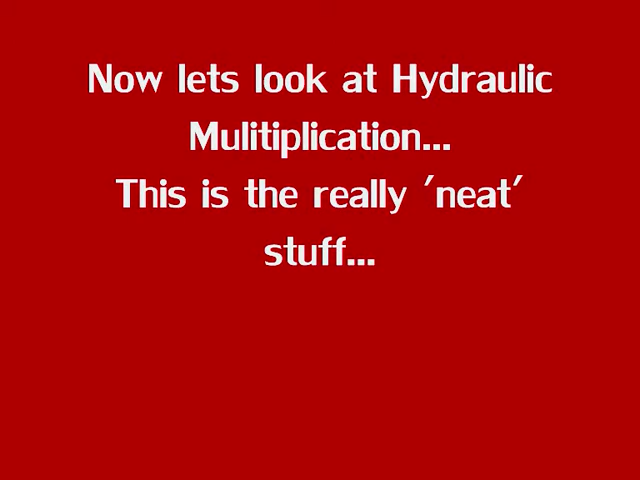 Now lets look at Hydraulic
Mulitiplication...
This is the really 'neat'
stuff...